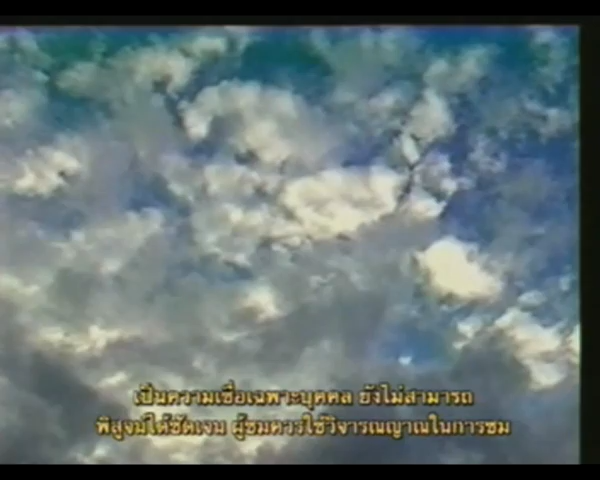 เป็นความเชื่อเฉพาะบุคคล ยังไม่สามารถ
พิสูจน์ได้ชัดเจน ผู้ชมควรใช้วิจารณญาณในการชม